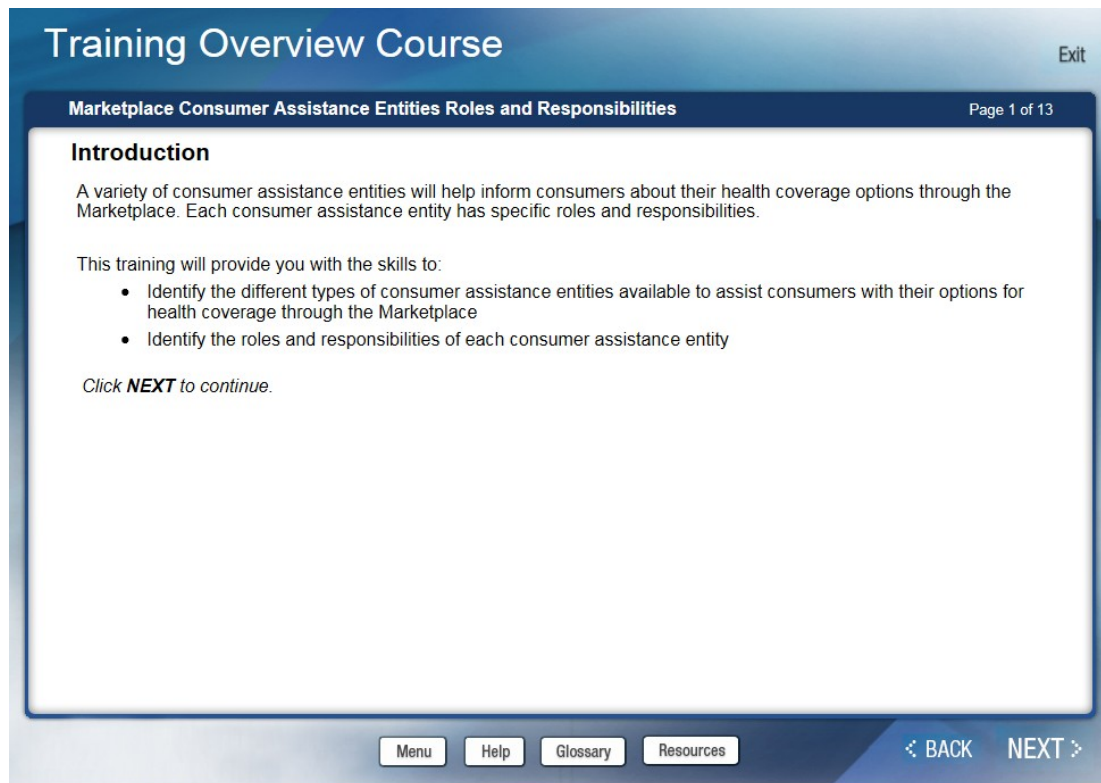 Training Overview Course
Exit
Marketplace Consumer Assistance Entities Roles and Responsibilities
Page 1 of 13
Introduction
A variety of consumer assistance entities will help inform consumers about their health coverage options through the
Marketplace. Each consumer assistance entity has specific roles and responsibilities.
This training will provide you with the skills to:
• Identify the different types of consumer assistance entities available to assist consumers with their options for
health coverage through the Marketplace
• Identify the roles and responsibilities of each consumer assistance entity
Click NEXT to continue.
Menu
Help
Glossary
Resources
< BACK
NEXT >